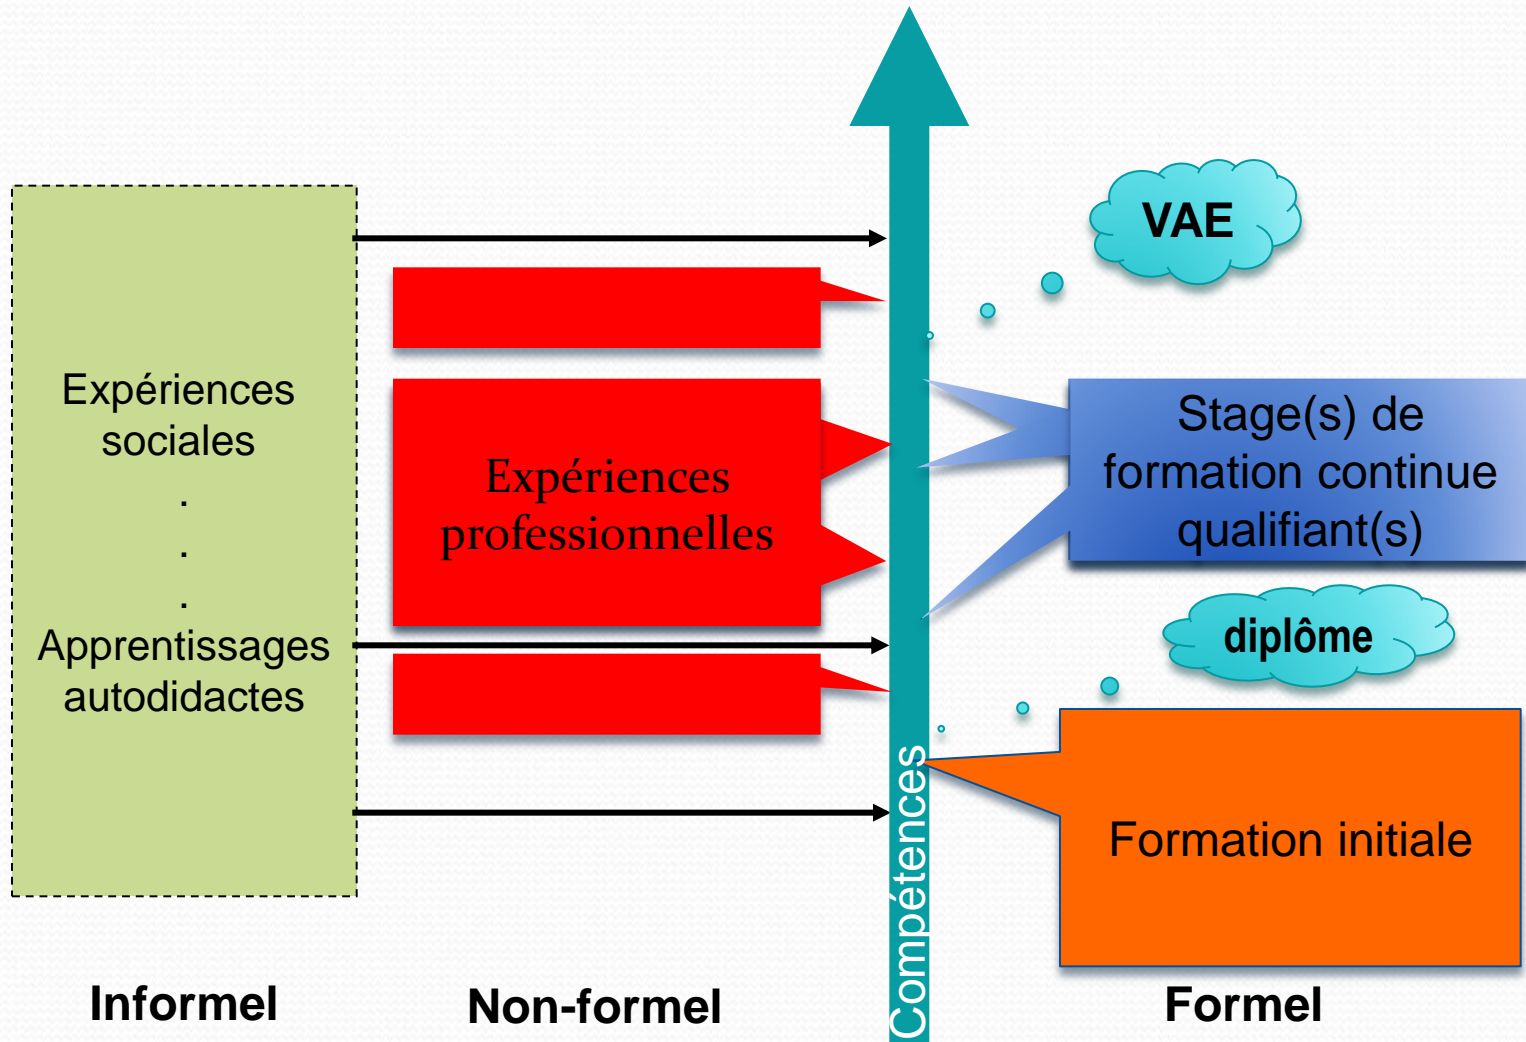 VAE
Expériences
sociales
.
.
.
Apprentissages
autodidactes
Expériences
professionnelles
Stage(s) de
formation continue
qualifiant(s)
diplôme
Formation initiale
Compétences
Informel
Non-formel
Formel